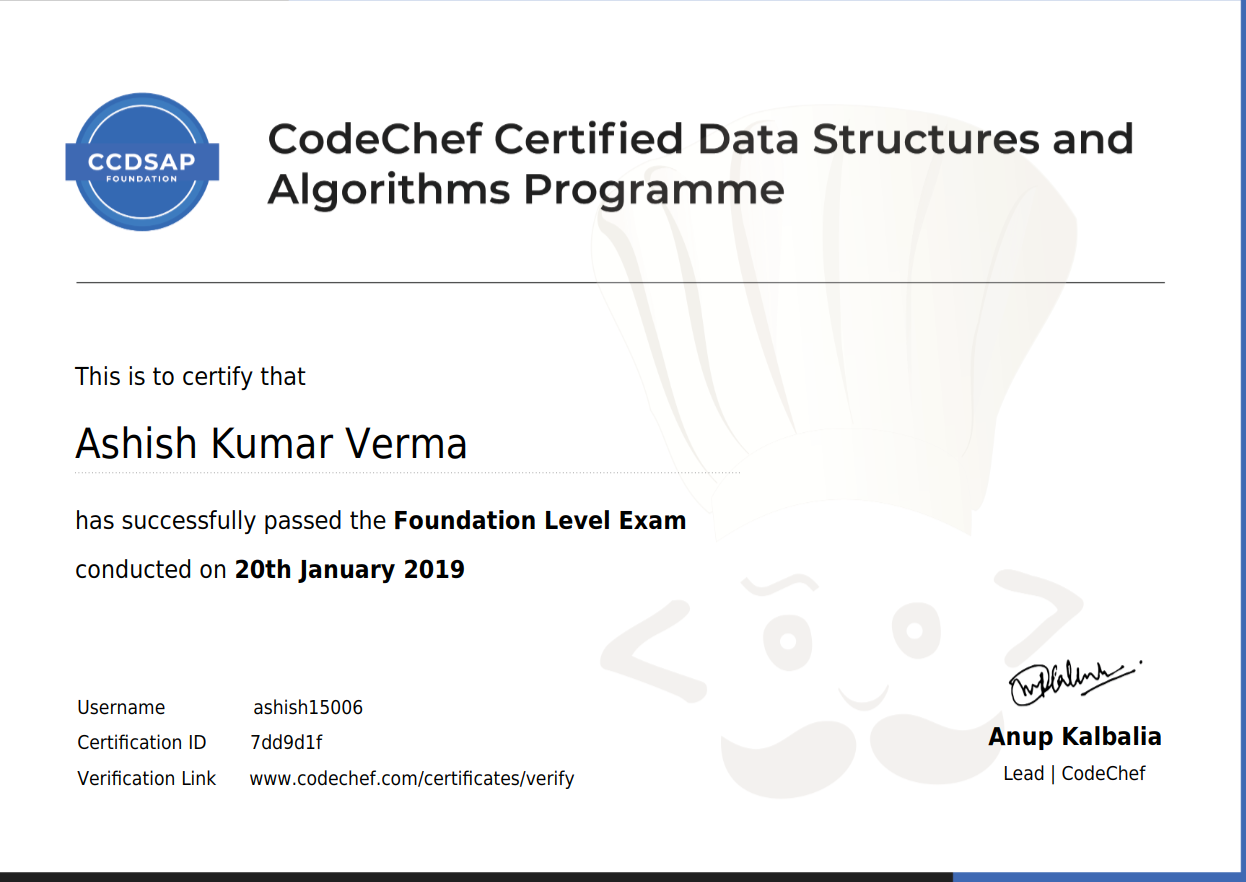 CCDSAP
FOUNDATION
CodeChef Certified Data Structures and
Algorithms Programme
This is to certify that
Ashish Kumar Verma
has successfully passed the Foundation Level Exam
conducted on 20th January 2019
Username ashish15006
Certification ID 7dd9d1f
Verification Link www.codechef.com/certificates/verify
Anup Kalbalia
Lead | CodeChef